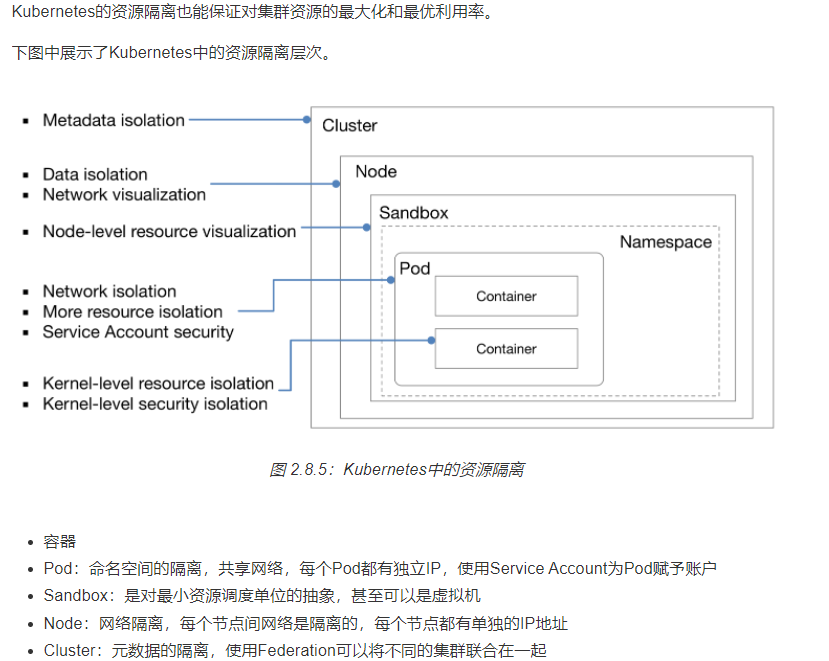 Kubernetes的资源隔离也能保证对集群资源的最大化和最优利用率。
下图中展示了Kubernetes中的资源隔离层次。
Metadata isolation
Cluster
Data isolation
Network visualization
Node
Node-level resource visualization
Sandbox
Namespace
Network isolation
More resource isolation
Service Account security
Pod
Container
Container
Kernel-level resource isolation
Kernel-level security isolation
图 2.8.5：Kubernetes中的资源隔离
容器
Pod：命名空间的隔离，共享网络，每个Pod都有独立IP，使用Service Account为Pod赋予账户
Sandbox：是对最小资源调度单位的抽象，甚至可以是虚拟机
Node：网络隔离，每个节点间网络是隔离的，每个节点都有单独的IP地址
Cluster：元数据的隔离，使用Federation可以将不同的集群联合在一起